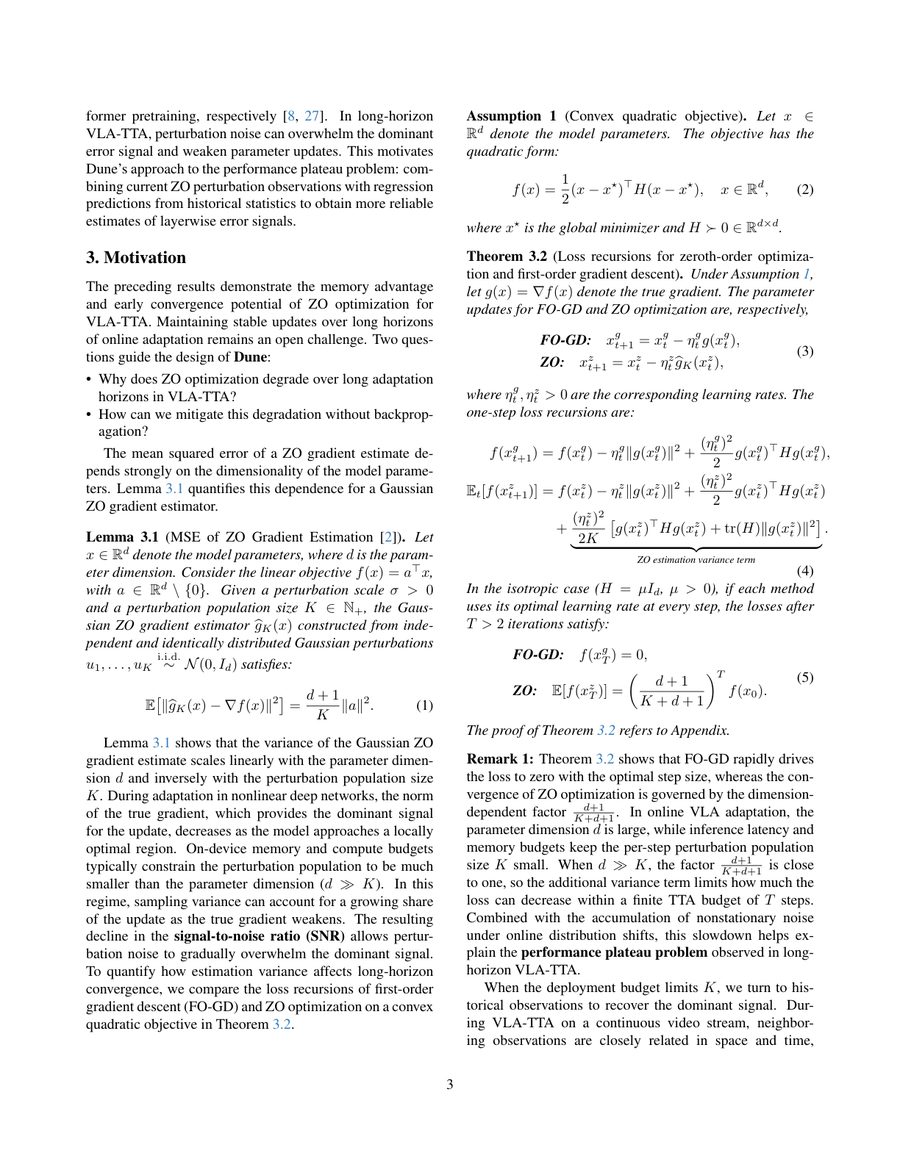 former pretraining, respectively [8, 27]. In long-horizon
VLA-TTA, perturbation noise can overwhelm the dominant
error signal and weaken parameter updates. This motivates
Dune's approach to the performance plateau problem: com-
bining current ZO perturbation observations with regression
predictions from historical statistics to obtain more reliable
estimates of layerwise error signals.
3. Motivation
The preceding results demonstrate the memory advantage
and early convergence potential of ZO optimization for
VLA-TTA. Maintaining stable updates over long horizons
of online adaptation remains an open challenge. Two ques-
tions guide the design of Dune:
• Why does ZO optimization degrade over long adaptation
horizons in VLA-TTA?
• How can we mitigate this degradation without backprop-
agation?
The mean squared error of a ZO gradient estimate de-
pends strongly on the dimensionality of the model parame-
ters. Lemma 3.1 quantifies this dependence for a Gaussian
ZO gradient estimator.
Lemma 3.1 (MSE of ZO Gradient Estimation [2]). Let
x ∈ ℝ^d denote the model parameters, where d is the param-
eter dimension. Consider the linear objective f(x) = a^⊤x,
with a ∈ ℝ^d \ {0}. Given a perturbation scale σ > 0
and a perturbation population size K ∈ ℕ_+, the Gaus-
sian ZO gradient estimator ĝ_K(x) constructed from inde-
pendent and identically distributed Gaussian perturbations
u_1, . . . , u_K i.i.d.∼ N(0, I_d) satisfies:
E[‖ĝ_K(x) − ∇f(x)‖²] = (d + 1)/K ‖a‖². (1)
Lemma 3.1 shows that the variance of the Gaussian ZO
gradient estimate scales linearly with the parameter dimen-
sion d and inversely with the perturbation population size
K. During adaptation in nonlinear deep networks, the norm
of the true gradient, which provides the dominant signal
for the update, decreases as the model approaches a locally
optimal region. On-device memory and compute budgets
typically constrain the perturbation population to be much
smaller than the parameter dimension (d ≫ K). In this
regime, sampling variance can account for a growing share
of the update as the true gradient weakens. The resulting
decline in the signal-to-noise ratio (SNR) allows pertur-
bation noise to gradually overwhelm the dominant signal.
To quantify how estimation variance affects long-horizon
convergence, we compare the loss recursions of first-order
gradient descent (FO-GD) and ZO optimization on a convex
quadratic objective in Theorem 3.2.
Assumption 1 (Convex quadratic objective). Let x ∈
ℝ^d denote the model parameters. The objective has the
quadratic form:
f(x) = 1/2 (x − x^⋆)^⊤ H(x − x^⋆), x ∈ ℝ^d, (2)
where x^⋆ is the global minimizer and H ≻ 0 ∈ ℝ^{d×d}.
Theorem 3.2 (Loss recursions for zeroth-order optimiza-
tion and first-order gradient descent). Under Assumption 1,
let g(x) = ∇f(x) denote the true gradient. The parameter
updates for FO-GD and ZO optimization are, respectively,
FO-GD: x^g_{t+1} = x^g_t − η^g_t g(x^g_t),
ZO: x^z_{t+1} = x^z_t − η^z_t ĝ_K(x^z_t), (3)
where η^g_t, η^z_t > 0 are the corresponding learning rates. The
one-step loss recursions are:
f(x^g_{t+1}) = f(x^g_t) − η^g_t ‖g(x^g_t)‖² + (η^g_t)²/2 g(x^g_t)^⊤ Hg(x^g_t),
E_t[f(x^z_{t+1})] = f(x^z_t) − η^z_t ‖g(x^z_t)‖² + (η^z_t)²/2 g(x^z_t)^⊤ Hg(x^z_t)
+ (η^z_t)²/2K [g(x^z_t)^⊤ Hg(x^z_t) + tr(H)‖g(x^z_t)‖²] .
ZO estimation variance term
(4)
In the isotropic case (H = μI_d, μ > 0), if each method
uses its optimal learning rate at every step, the losses after
T > 2 iterations satisfy:
FO-GD: f(x^g_T) = 0,
ZO: E[f(x^z_T)] = ((d + 1)/(K + d + 1))^T f(x_0). (5)
The proof of Theorem 3.2 refers to Appendix.
Remark 1: Theorem 3.2 shows that FO-GD rapidly drives
the loss to zero with the optimal step size, whereas the con-
vergence of ZO optimization is governed by the dimension-
dependent factor (d+1)/(K+d+1). In online VLA adaptation, the
parameter dimension d is large, while inference latency and
memory budgets keep the per-step perturbation population
size K small. When d ≫ K, the factor (d+1)/(K+d+1) is close
to one, so the additional variance term limits how much the
loss can decrease within a finite TTA budget of T steps.
Combined with the accumulation of nonstationary noise
under online distribution shifts, this slowdown helps ex-
plain the performance plateau problem observed in long-
horizon VLA-TTA.
When the deployment budget limits K, we turn to his-
torical observations to recover the dominant signal. Dur-
ing VLA-TTA on a continuous video stream, neighbor-
ing observations are closely related in space and time,
3